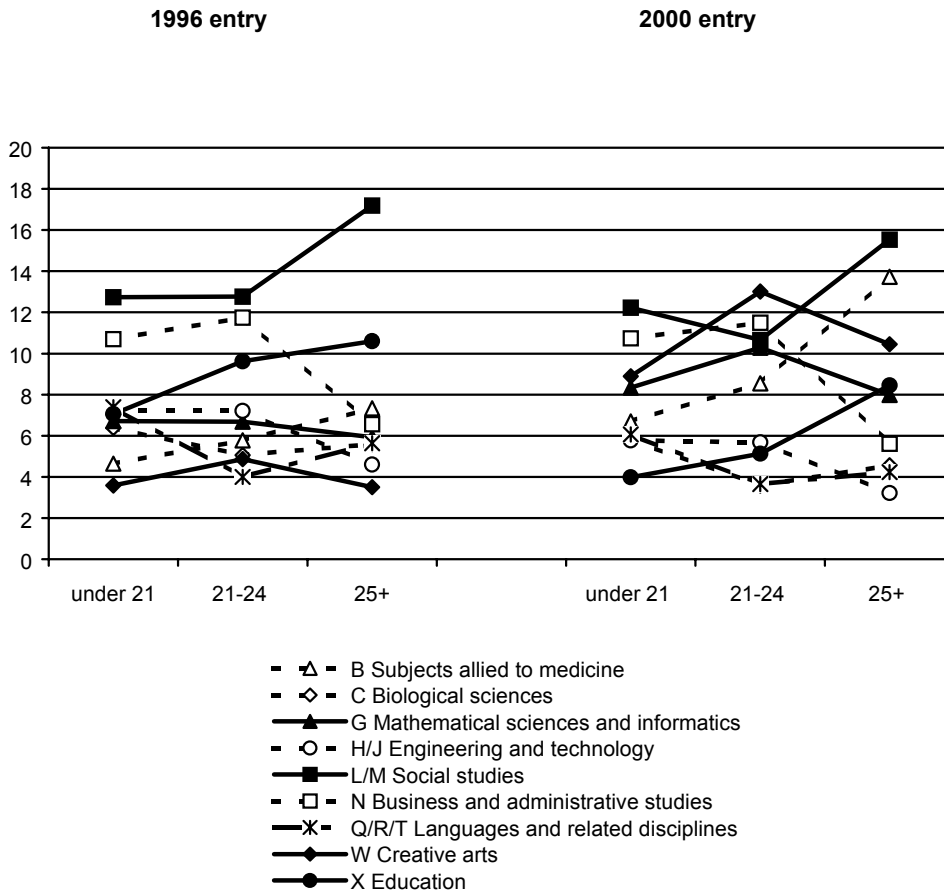 1996 entry 2000 entry
20
18
16
14
12
10
8
6
4
2
0
under 21 21-24 25+ under 21 21-24 25+
B Subjects allied to medicine
C Biological sciences
G Mathematical sciences and informatics
H/J Engineering and technology
L/M Social studies
N Business and administrative studies
Q/R/T Languages and related disciplines
W Creative arts
X Education